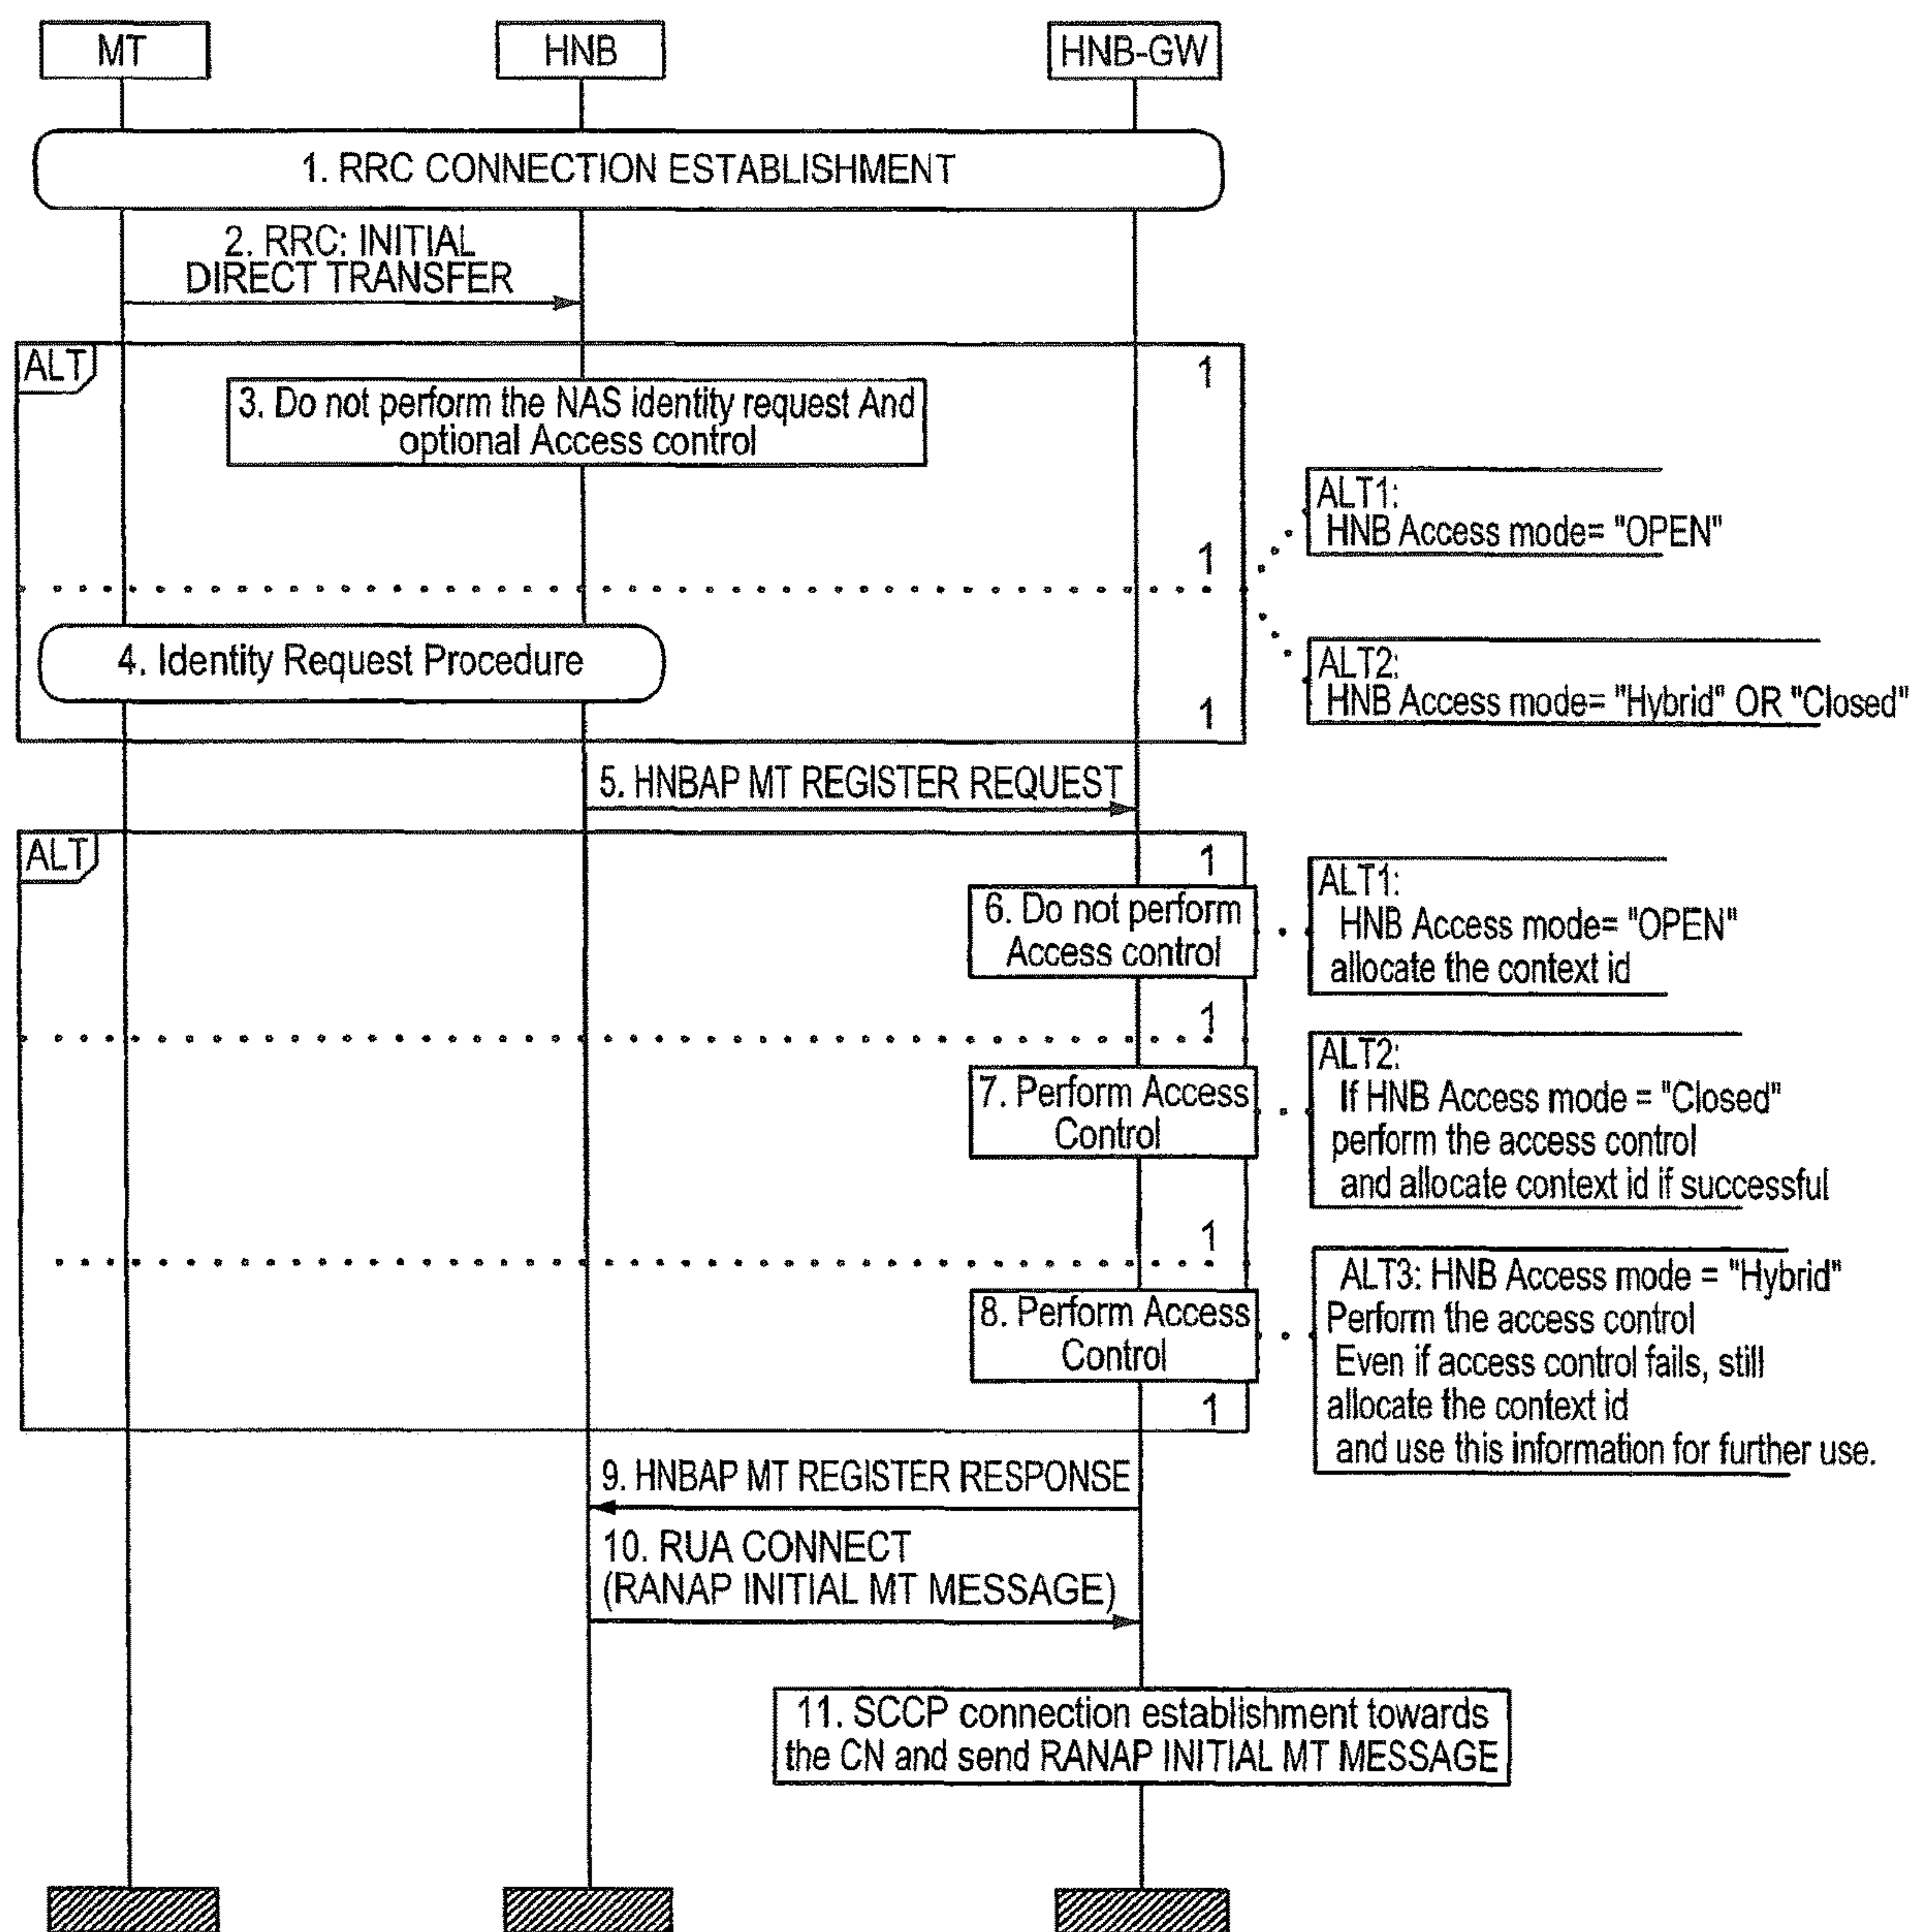 MT
HNB
HNB-GW
1. RRC CONNECTION ESTABLISHMENT
2. RRC: INITIAL
DIRECT TRANSFER
ALT
1
3. Do not perform the NAS identity request And
optional Access control
ALT1:
HNB Access mode= "OPEN"
1
4. Identity Request Procedure
ALT2:
HNB Access mode= "Hybrid" OR "Closed"
1
5. HNBAP MT REGISTER REQUEST
ALT
1
6. Do not perform
Access control
ALT1:
HNB Access mode= "OPEN"
allocate the context id
1
7. Perform Access
Control
ALT2:
If HNB Access mode = "Closed"
perform the access control
and allocate context id if successful
1
8. Perform Access
Control
ALT3: HNB Access mode = "Hybrid"
Perform the access control
Even if access control fails, still
allocate the context id
and use this information for further use.
1
9. HNBAP MT REGISTER RESPONSE
10. RUA CONNECT
(RANAP INITIAL MT MESSAGE)
11. SCCP connection establishment towards
the CN and send RANAP INITIAL MT MESSAGE